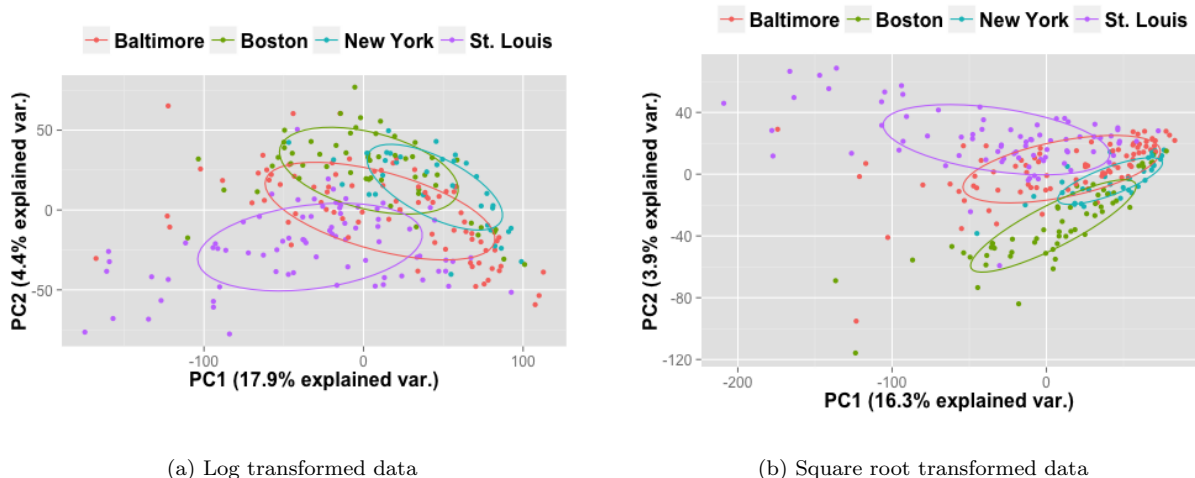 Baltimore Boston New York St. Louis
50
0
-50
PC2 (4.4% explained var.)
-100 0 100
PC1 (17.9% explained var.)
(a) Log transformed data
Baltimore Boston New York St. Louis
40
0
-40
-80
-120
PC2 (3.9% explained var.)
-200 -100 0
PC1 (16.3% explained var.)
(b) Square root transformed data